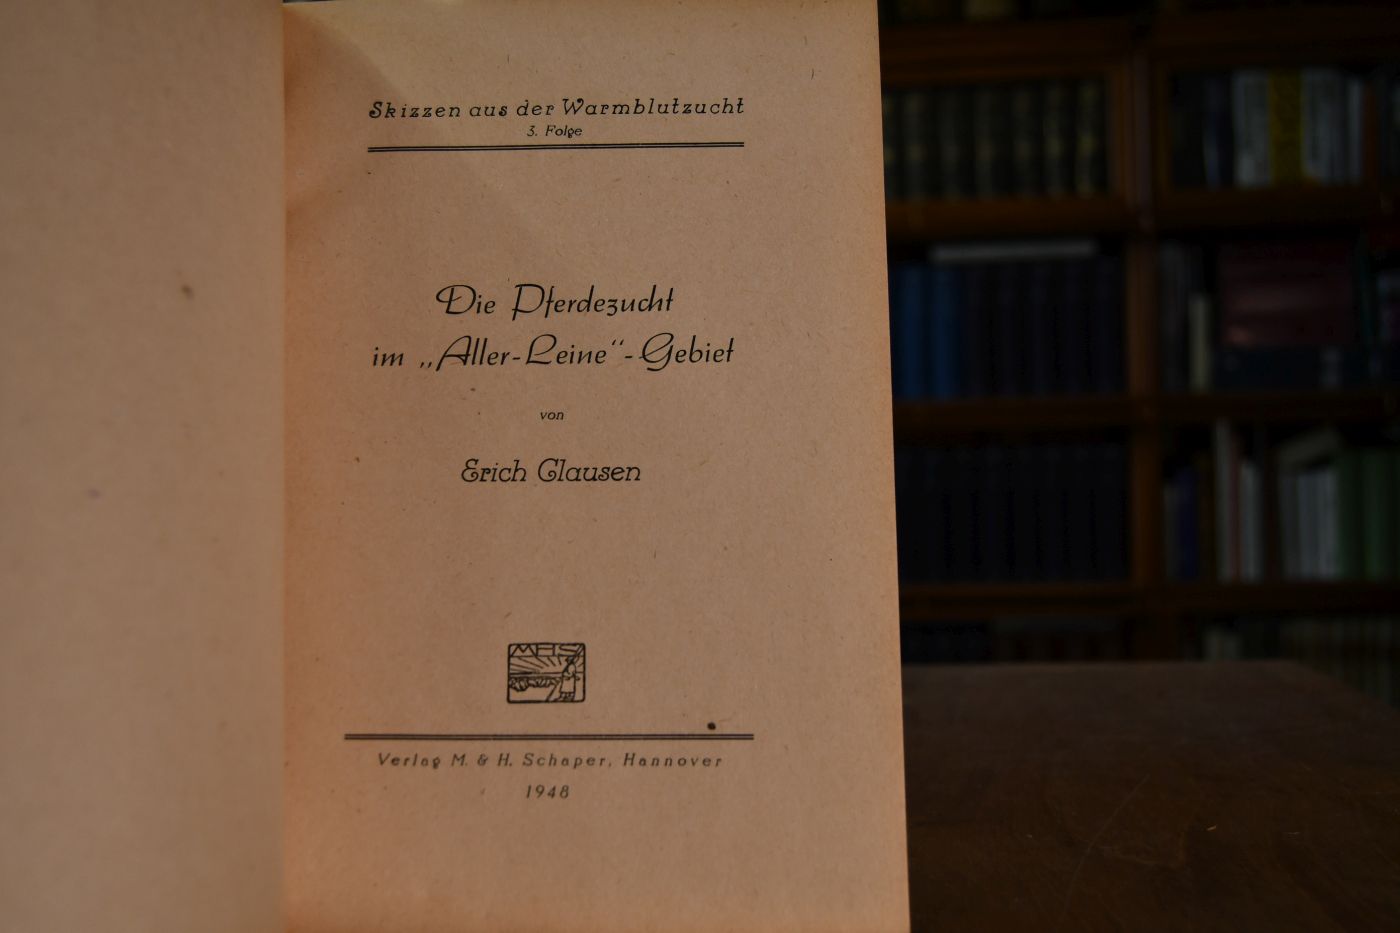 Skizzen aus der Warmblutzucht
3. Folge
Die Pferdezucht
im „Aller-Leine“-Gebiet
von
Erich Clausen
MHS
Verlag M. & H. Schaper, Hannover
1948